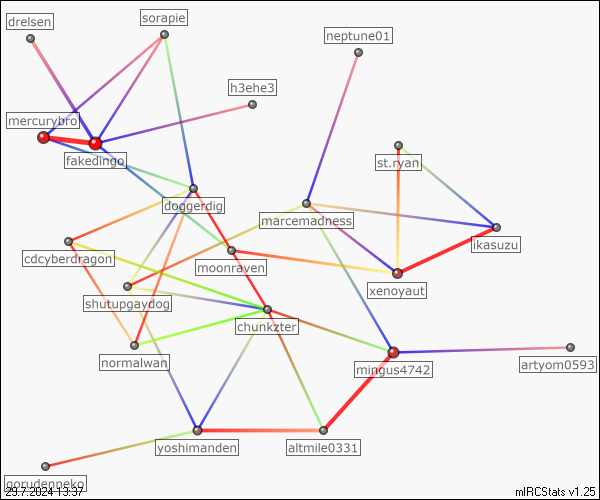 drelsen
sorapie
neptune01
h3ehe3
mercurybro
fakedingo
st.ryan
doggerdig
marcemadness
ikasuzu
cdcyberdragon
moonraven
xenoyaut
shutupgaydog
chunkzter
normalwan
mingus4742
artyom0593
yoshimanden
altmile0331
gorudenneko
29.7.2024 13:37
mIRCStats v1.25